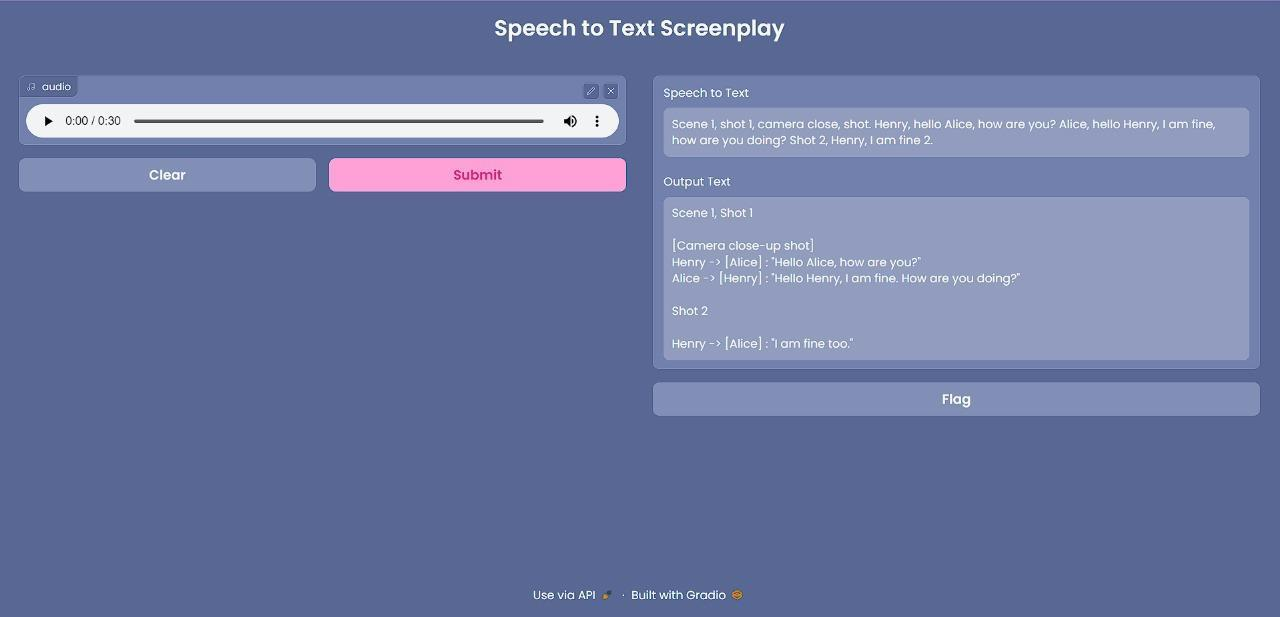 Speech to Text Screenplay
audio
0:00 / 0:30
Clear
Submit
Speech to Text
Scene 1, shot 1, camera close, shot. Henry, hello Alice, how are you? Alice, hello Henry, I am fine,
how are you doing? Shot 2, Henry, I am fine 2.
Output Text
Scene 1, Shot 1
[Camera close-up shot]
Henry -> [Alice] : "Hello Alice, how are you?"
Alice -> [Henry] : "Hello Henry, I am fine. How are you doing?"
Shot 2
Henry -> [Alice] : "I am fine too."
Flag
Use via API · Built with Gradio